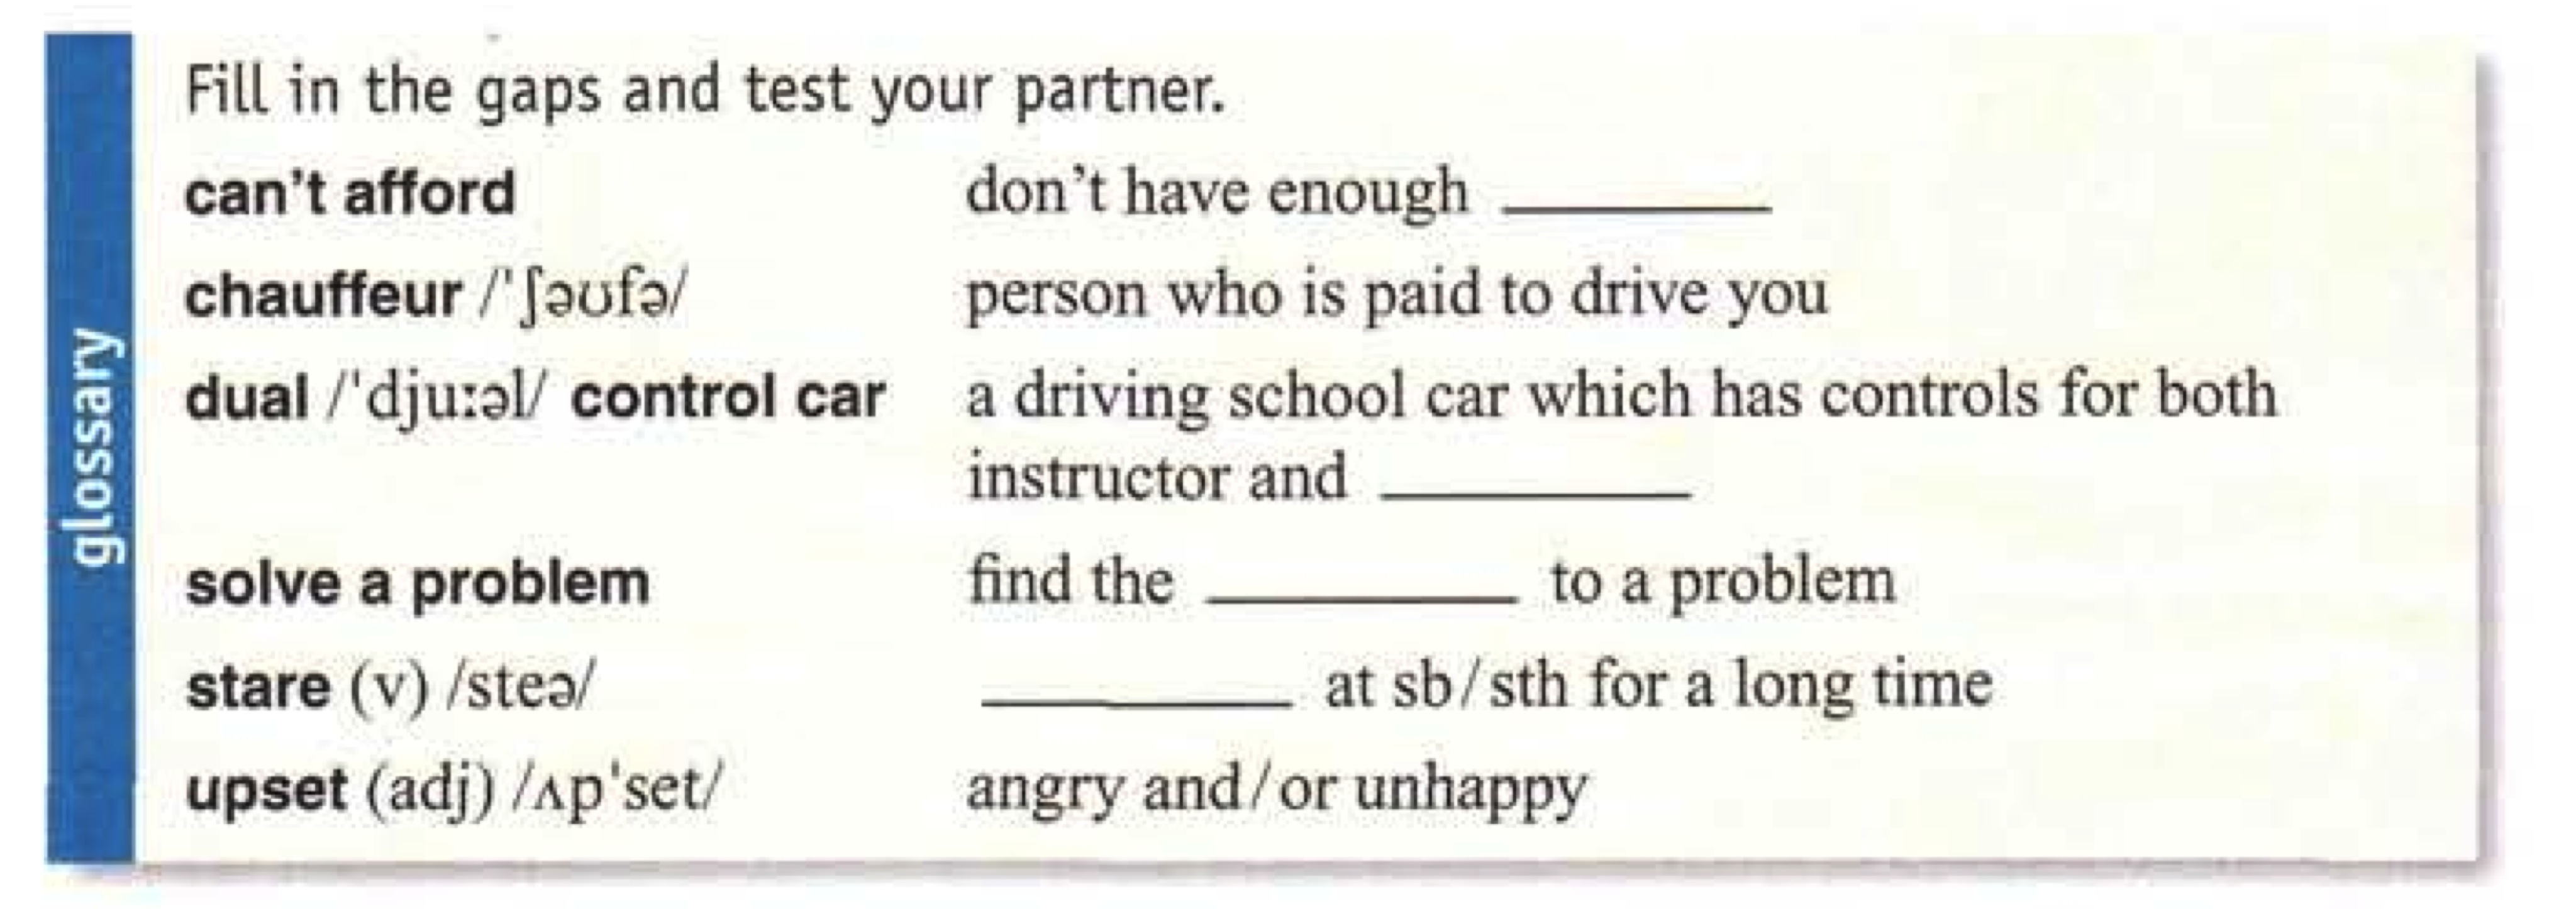 glossary
Fill in the gaps and test your partner.
can't afford don't have enough ________
chauffeur /ˈʃəʊfə/ person who is paid to drive you
dual /ˈdjuːəl/ control car a driving school car which has controls for both
instructor and ________
solve a problem find the ________ to a problem
stare (v) /steə/ ________ at sb/sth for a long time
upset (adj) /ʌpˈset/ angry and/or unhappy